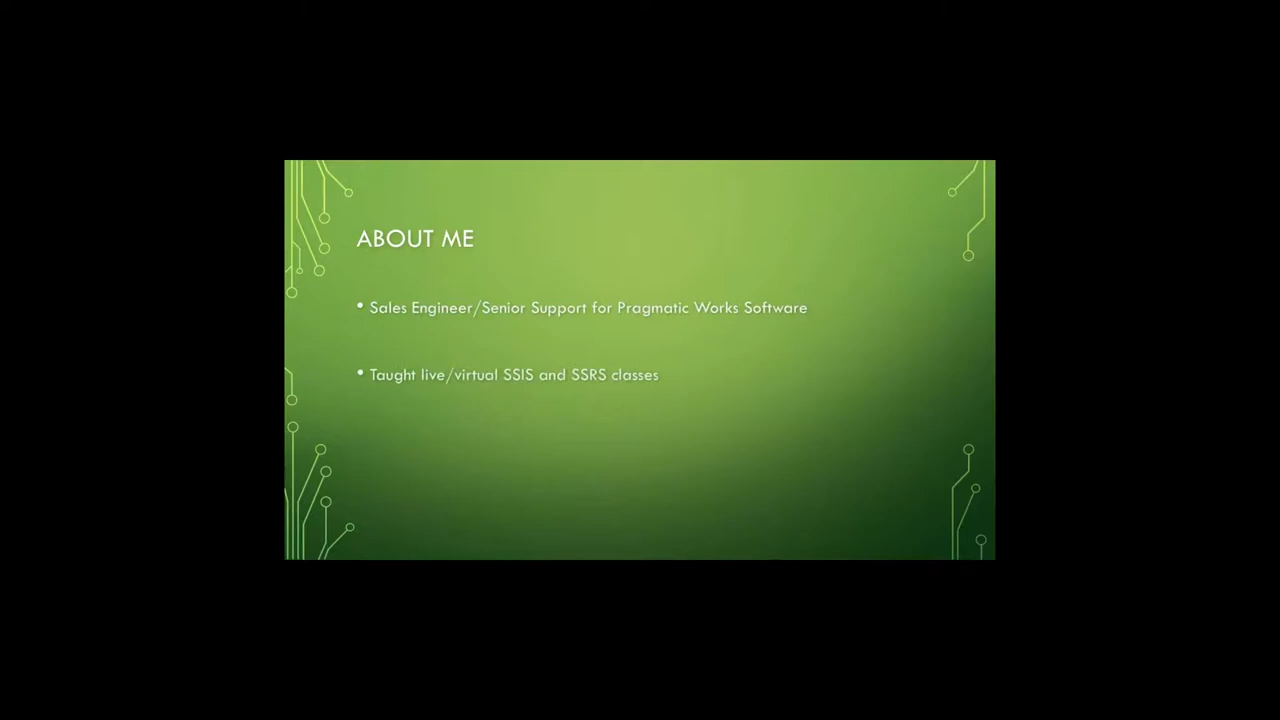 ABOUT ME
• Sales Engineer/Senior Support for Pragmatic Works Software
• Taught live/virtual SSIS and SSRS classes